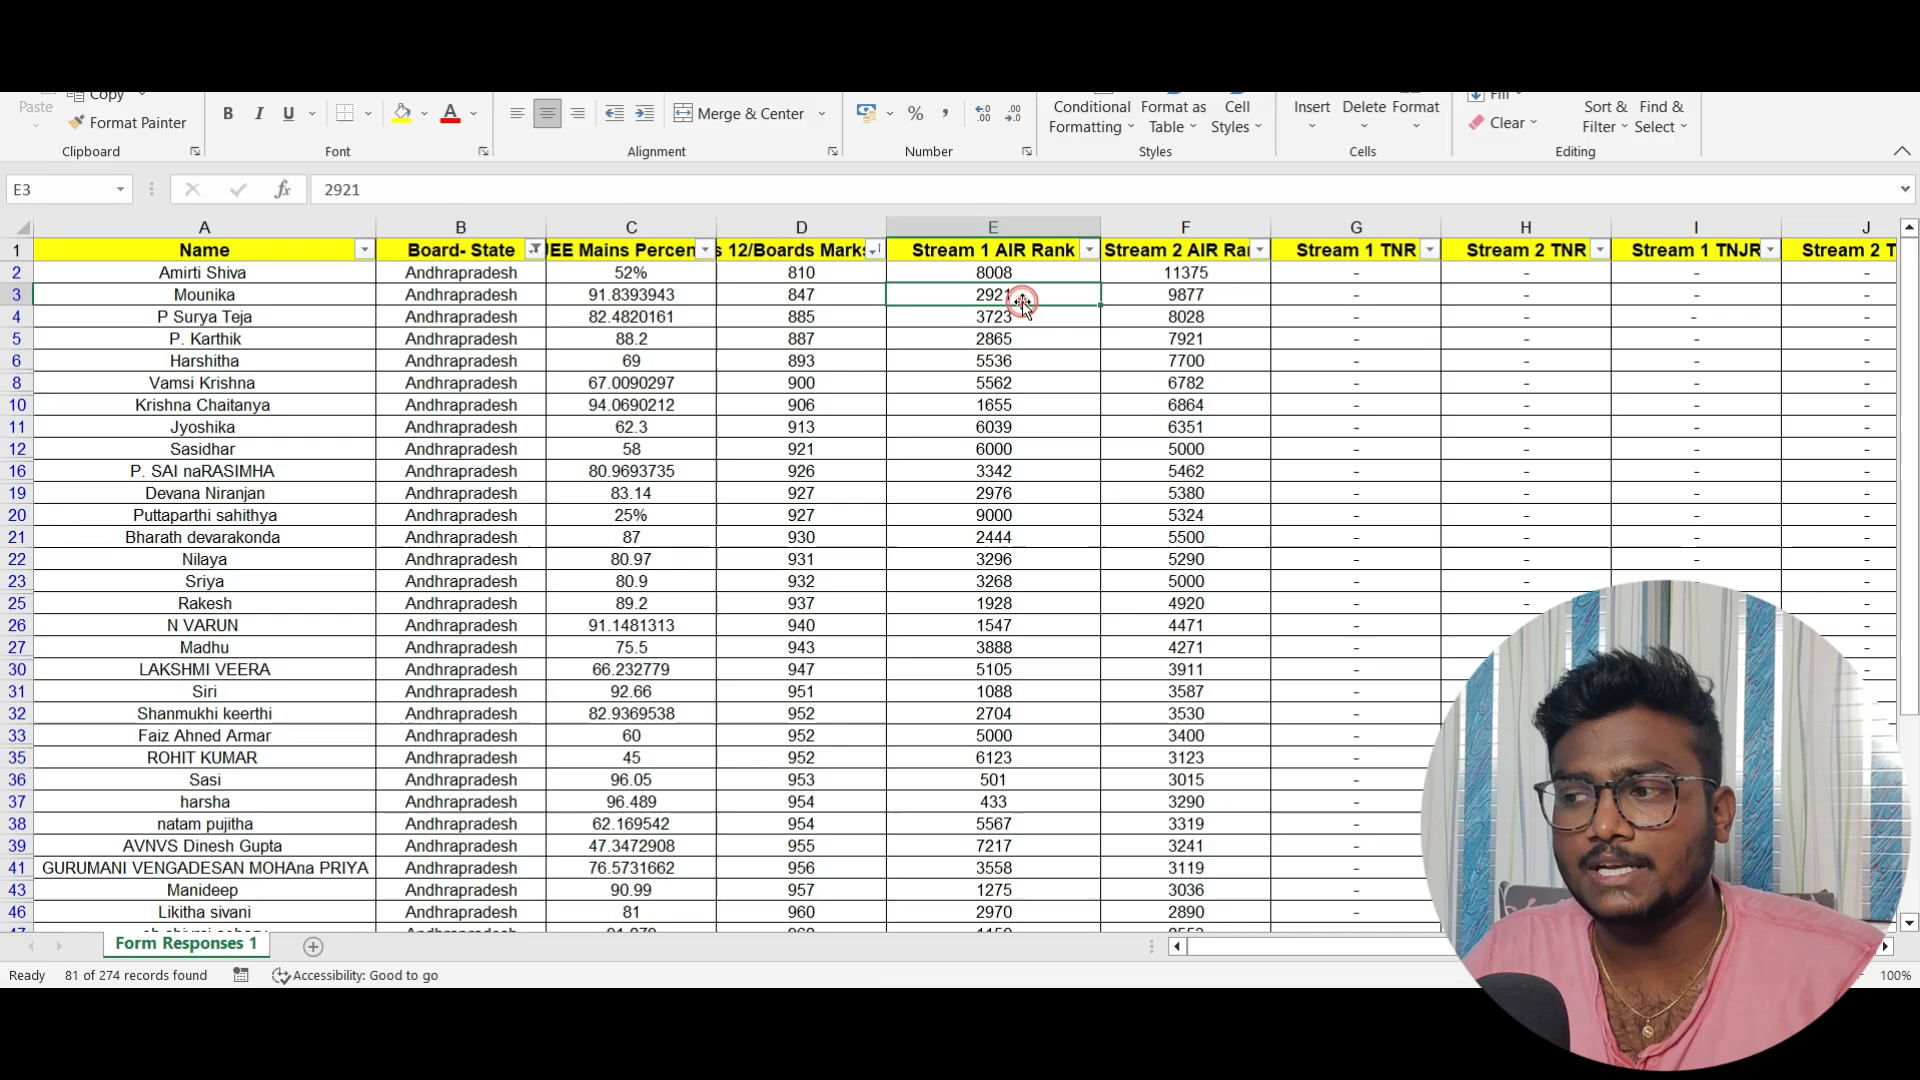 Paste
Copy
Format Painter
Clipboard
B I U
A
Font
Merge & Center
Alignment
% ,
Number
Conditional Formatting
Format as Table
Cell Styles
Styles
Insert
Delete
Format
Cells
Fill
Clear
Sort & Filter
Find & Select
Editing
E3
fx
2921
A B C D E F G H I J
1 Name Board- State JEE Mains Percen s 12/Boards Marks Stream 1 AIR Rank Stream 2 AIR Ra Stream 1 TNR Stream 2 TNR Stream 1 TNJR Stream 2 T
2 Amirti Shiva Andhrapradesh 52% 810 8008 11375 - - -
3 Mounika Andhrapradesh 91.8393943 847 2921 9877 - - -
4 P Surya Teja Andhrapradesh 82.4820161 885 3723 8028 - - -
5 P. Karthik Andhrapradesh 88.2 887 2865 7921 - - -
6 Harshitha Andhrapradesh 69 893 5536 7700 - - -
8 Vamsi Krishna Andhrapradesh 67.0090297 900 5562 6782 - - -
10 Krishna Chaitanya Andhrapradesh 94.0690212 906 1655 6864 - - -
11 Jyoshika Andhrapradesh 62.3 913 6039 6351 - - -
12 Sasidhar Andhrapradesh 58 921 6000 5000 - - -
16 P. SAI naRASIMHA Andhrapradesh 80.9693735 926 3342 5462 - - -
19 Devana Niranjan Andhrapradesh 83.14 927 2976 5380 - - -
20 Puttaparthi sahithya Andhrapradesh 25% 927 9000 5324 - - -
21 Bharath devarakonda Andhrapradesh 87 930 2444 5500 - - -
22 Nilaya Andhrapradesh 80.97 931 3296 5290 - - -
23 Sriya Andhrapradesh 80.9 932 3268 5000 - - -
25 Rakesh Andhrapradesh 89.2 937 1928 4920 - -
26 N VARUN Andhrapradesh 91.1481313 940 1547 4471 -
27 Madhu Andhrapradesh 75.5 943 3888 4271 -
30 LAKSHMI VEERA Andhrapradesh 66.232779 947 5105 3911 -
31 Siri Andhrapradesh 92.66 951 1088 3587 -
32 Shanmukhi keerthi Andhrapradesh 82.9369538 952 2704 3530 -
33 Faiz Ahned Armar Andhrapradesh 60 952 5000 3400 -
35 ROHIT KUMAR Andhrapradesh 45 952 6123 3123 -
36 Sasi Andhrapradesh 96.05 953 501 3015 -
37 harsha Andhrapradesh 96.489 954 433 3290 -
38 natam pujitha Andhrapradesh 62.169542 954 5567 3319 -
39 AVNVS Dinesh Gupta Andhrapradesh 47.3472908 955 7217 3241 -
41 GURUMANI VENGADESAN MOHAna PRIYA Andhrapradesh 76.5731662 956 3558 3119 -
43 Manideep Andhrapradesh 90.99 957 1275 3036 -
46 Likitha sivani Andhrapradesh 81 960 2970 2890 -
Form Responses 1
Ready
81 of 274 records found
Accessibility: Good to go
100%